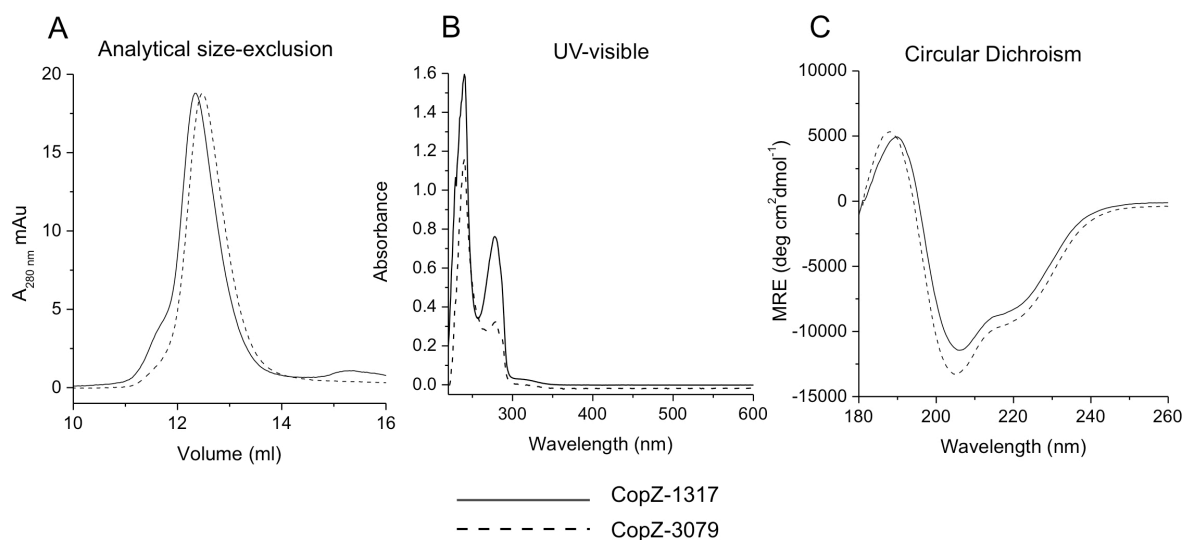 A
Analytical size-exclusion
20
15
10
5
0
A280 nm mAu
10
12
14
16
Volume (ml)
B
UV-visible
1.6
1.4
1.2
1.0
0.8
0.6
0.4
0.2
0.0
Absorbance
300
400
500
600
Wavelength (nm)
C
Circular Dichroism
10000
5000
0
-5000
-10000
-15000
MRE (deg cm2dmol-1)
180
200
220
240
260
Wavelength (nm)
CopZ-1317
CopZ-3079